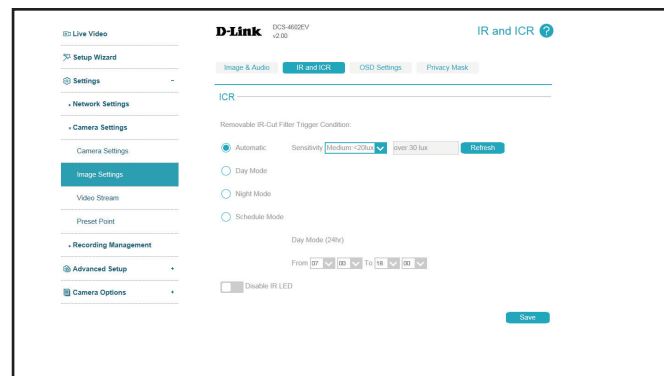 Live Video
Setup Wizard
Settings -
Network Settings
Camera Settings
Camera Settings
Image Settings
Video Stream
Preset Point
Recording Management
Advanced Setup +
Camera Options +
D-Link DCS-4602EV
v2.00
IR and ICR ?
Image & Audio IR and ICR OSD Settings Privacy Mask
ICR
Removable IR-Cut Filter Trigger Condition:
Automatic Sensitivity Medium:<20lux over 30 lux Refresh
Day Mode
Night Mode
Schedule Mode
Day Mode (24hr)
From 07 00 To 18 00
Disable IR LED
Save